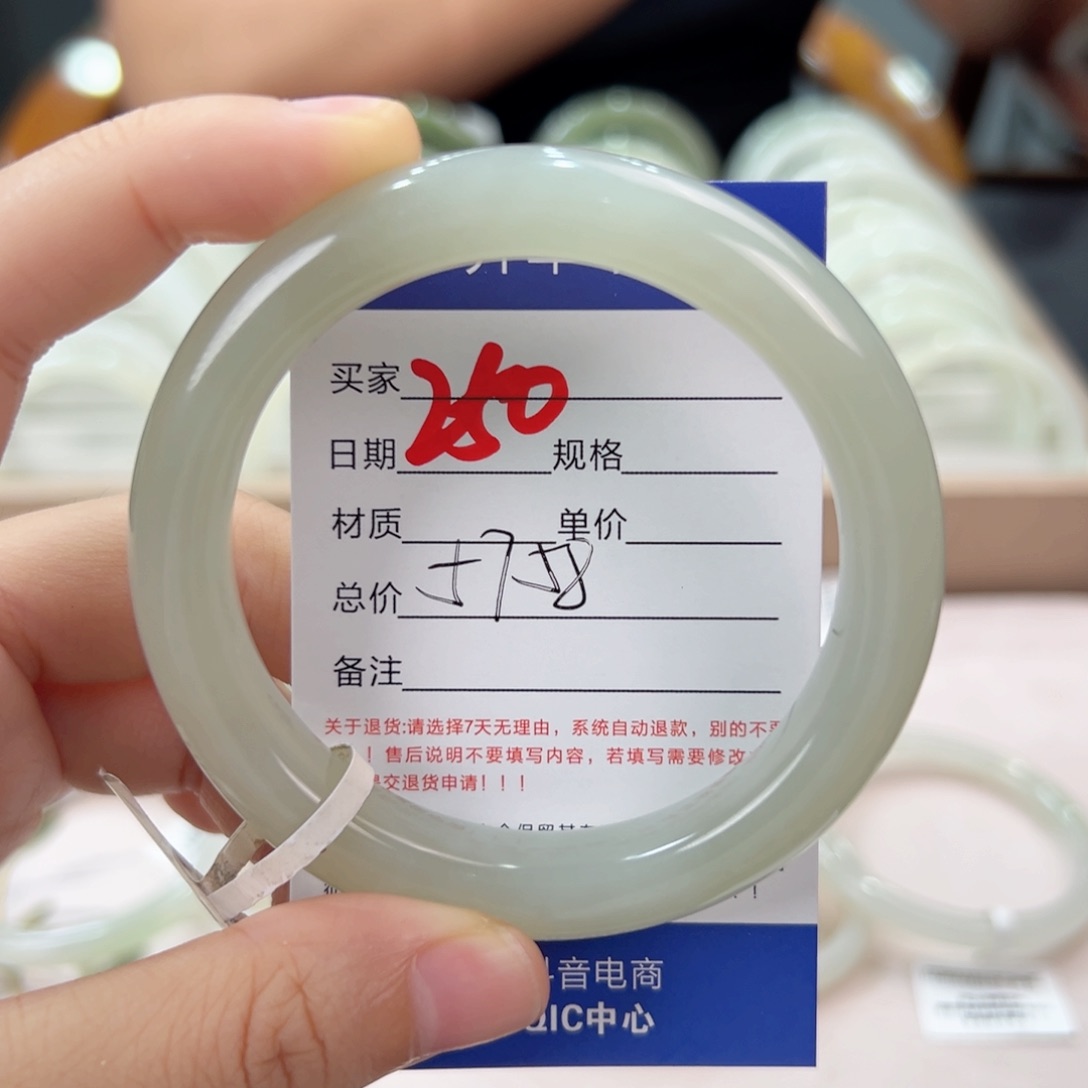 买家
日期 规格
材质 单价
总价 5758
备注
关于退货:请选择7天无理由，系统自动退款，别的不
！售后说明不要填写内容，若填写需要修改
交退货申请！！！
音电商
QIC中心